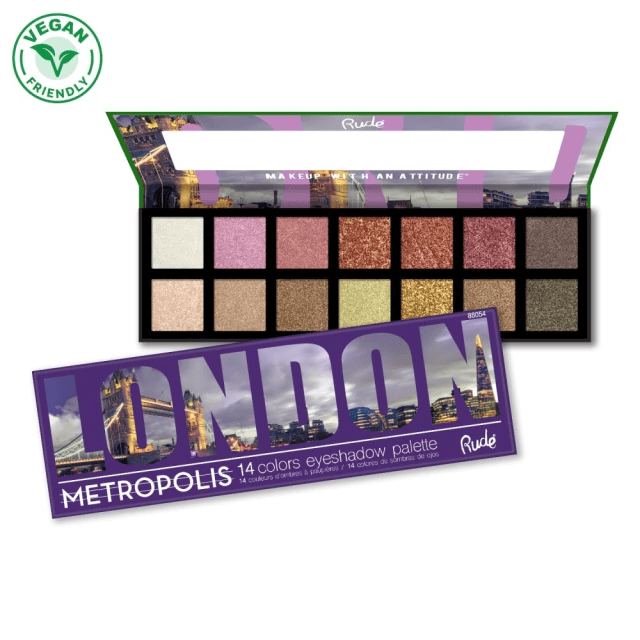 VEGAN
FRIENDLY
Rude
MAKEUP WITH AN ATTITUDE
88054
LONDON
METROPOLIS 14 colors eyeshadow palette
14 couleurs d'ombres à paupières / 14 colores de sombras de ojos
Rude